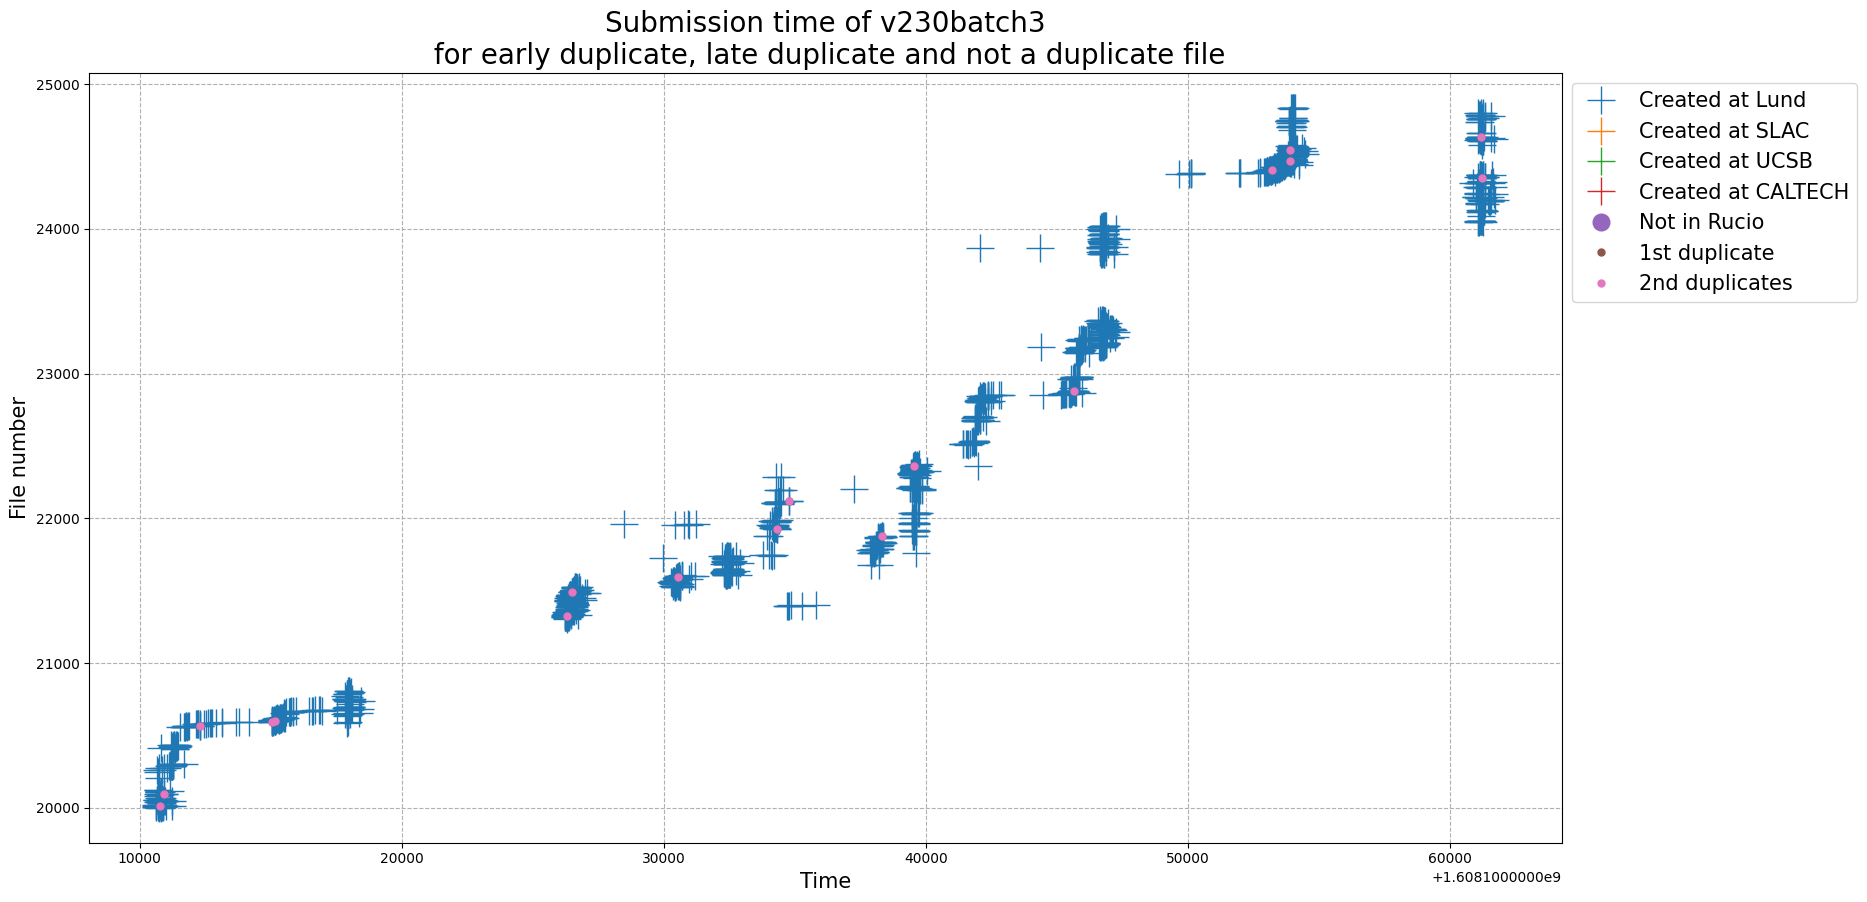 Submission time of v230batch3
for early duplicate, late duplicate and not a duplicate file
25000
24000
23000
22000
21000
20000
File number
10000
20000
30000
40000
50000
60000
+1.6081000000e9
Time
Created at Lund
Created at SLAC
Created at UCSB
Created at CALTECH
Not in Rucio
1st duplicate
2nd duplicates